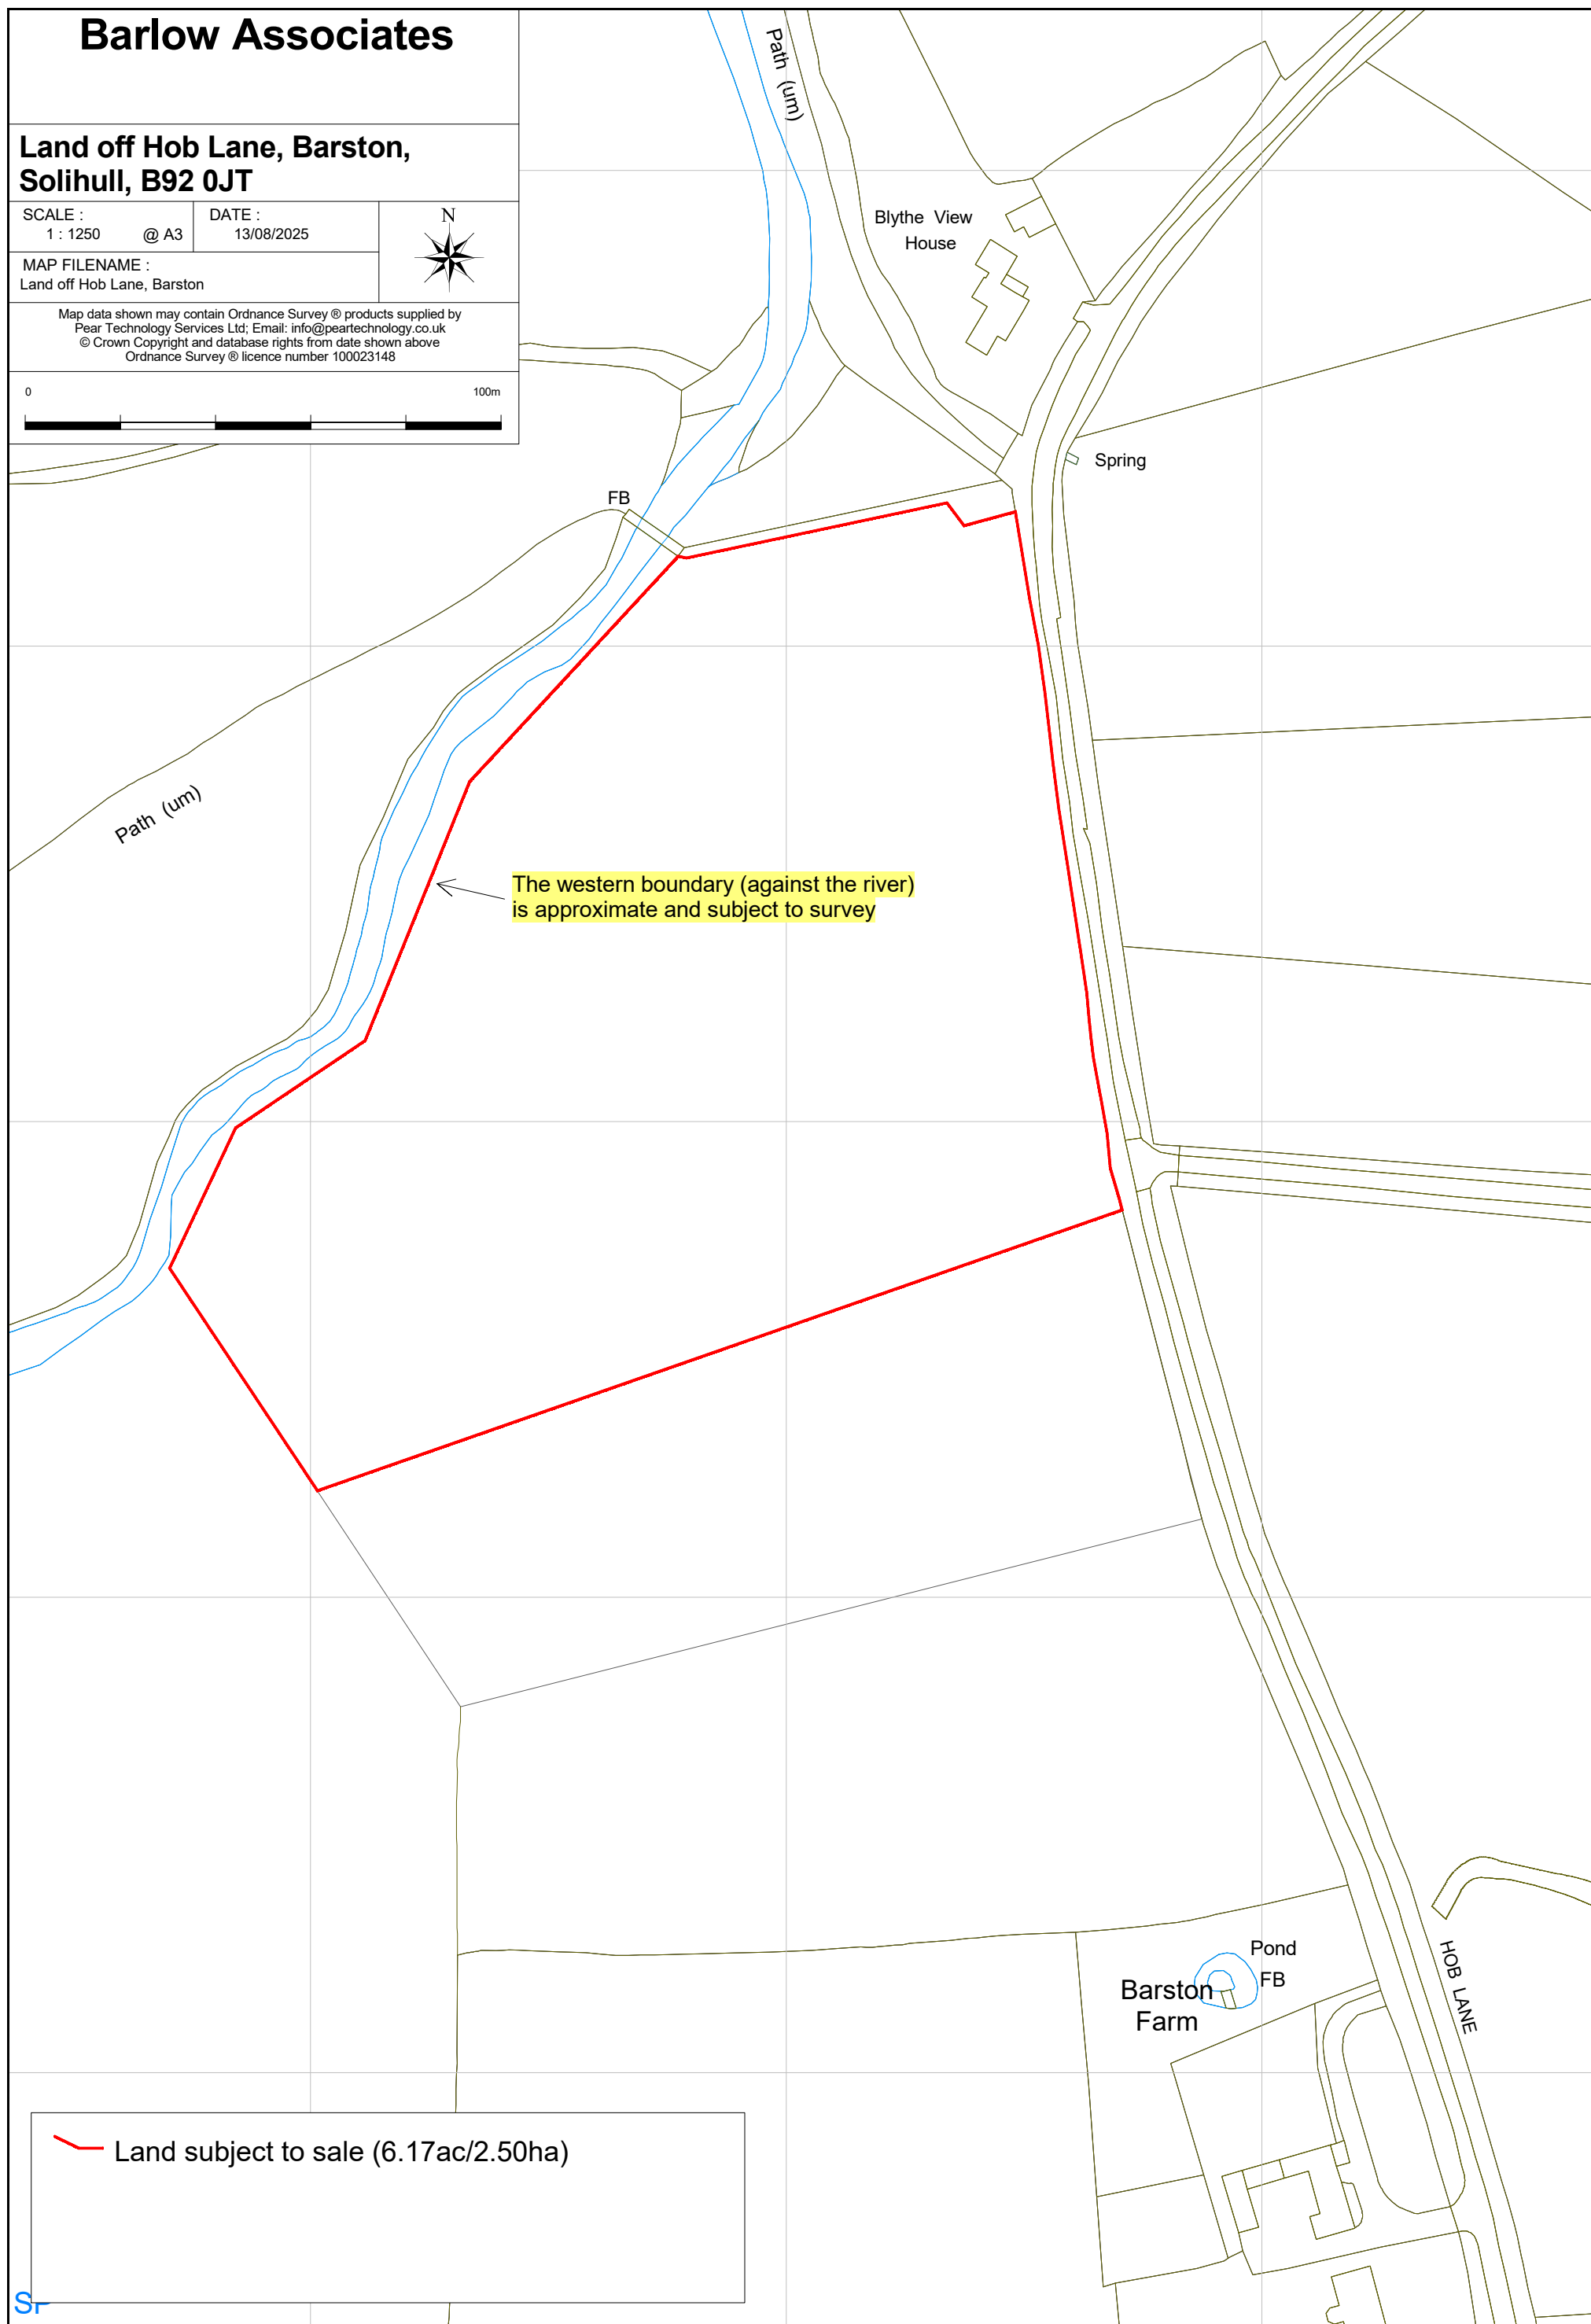 Barlow Associates
Land off Hob Lane, Barston,
Solihull, B92 0JT
SCALE :
1 : 1250 @ A3
DATE :
13/08/2025
N
MAP FILENAME :
Land off Hob Lane, Barston
Map data shown may contain Ordnance Survey ® products supplied by
Pear Technology Services Ltd; Email: info@peartechnology.co.uk
© Crown Copyright and database rights from date shown above
Ordnance Survey ® licence number 100023148
0 100m
Path (um)
Blythe View
House
Spring
FB
Path (um)
The western boundary (against the river)
is approximate and subject to survey
Pond
FB
Barston
Farm
HOB LANE
Land subject to sale (6.17ac/2.50ha)